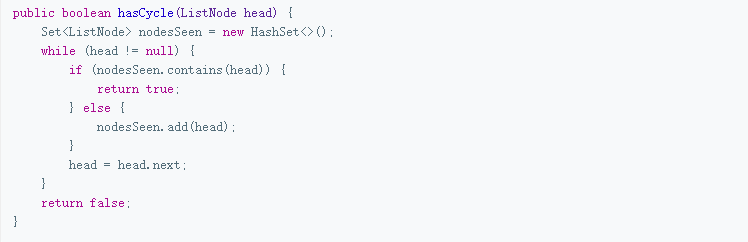 public boolean hasCycle(ListNode head) {
    Set<ListNode> nodesSeen = new HashSet<>();
    while (head != null) {
        if (nodesSeen.contains(head)) {
            return true;
        } else {
            nodesSeen.add(head);
        }
        head = head.next;
    }
    return false;
}